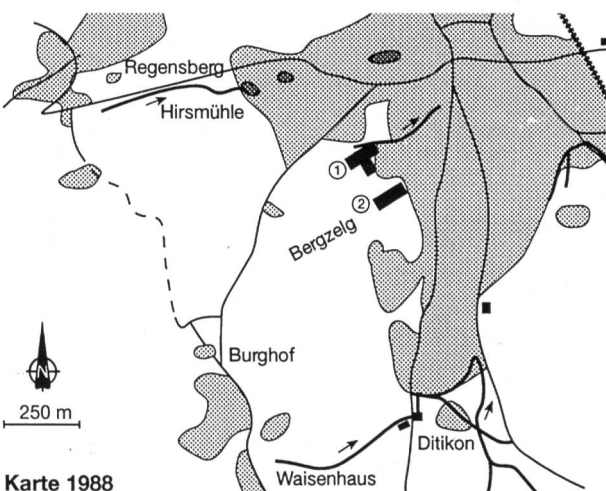 Regensberg
Hirsmühle
①
②
Bergzelg
Burghof
N
250 m
Ditikon
Waisenhaus
Karte 1988